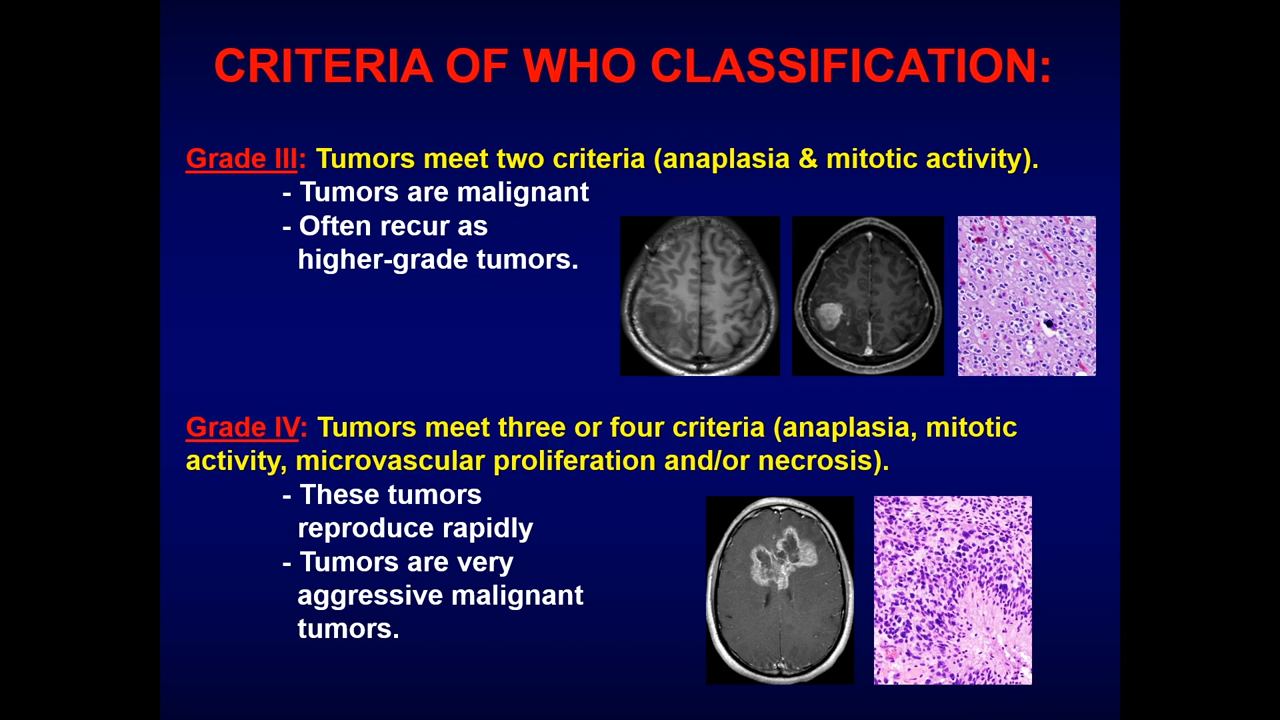 CRITERIA OF WHO CLASSIFICATION:
Grade III: Tumors meet two criteria (anaplasia & mitotic activity).
- Tumors are malignant
- Often recur as
higher-grade tumors.
Grade IV: Tumors meet three or four criteria (anaplasia, mitotic
activity, microvascular proliferation and/or necrosis).
- These tumors
reproduce rapidly
- Tumors are very
aggressive malignant
tumors.